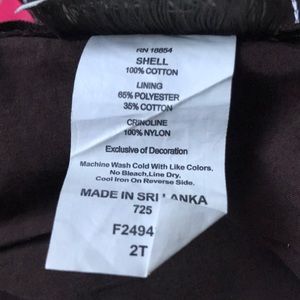 RN 18854
SHELL
100% COTTON
LINING
65% POLYESTER
35% COTTON
CRINOLINE
100% NYLON
Exclusive of Decoration
Machine Wash Cold With Like Colors,
No Bleach,Line Dry,
Cool Iron On Reverse Side.
MADE IN SRI LANKA
725
F2494
2T